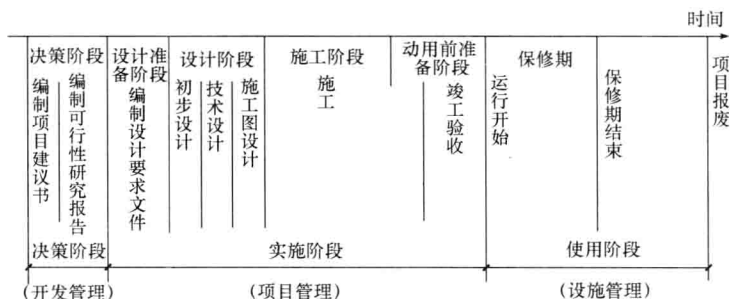 时间
决策阶段
设计准
备阶段
设计阶段
施工阶段
动用前准
备阶段
保修期
项目报废
编制项目建议书
编制可行性研究报告
编制设计要求文件
初步设计
技术设计
施工图设计
施工
竣工验收
运行开始
保修期结束
决策阶段
实施阶段
使用阶段
(开发管理)
(项目管理)
(设施管理)